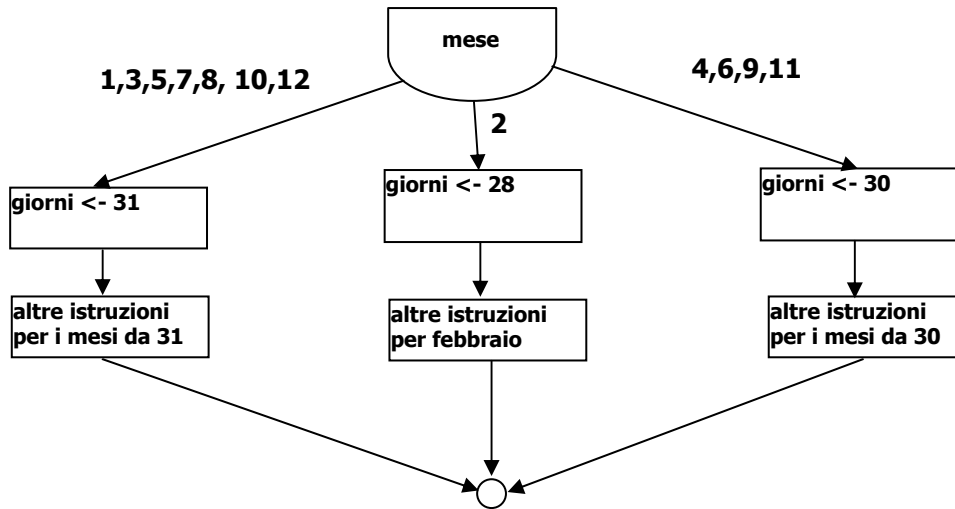 mese
1,3,5,7,8, 10,12
4,6,9,11
2
giorni <- 31
giorni <- 28
giorni <- 30
altre istruzioni
per i mesi da 31
altre istruzioni
per febbraio
altre istruzioni
per i mesi da 30